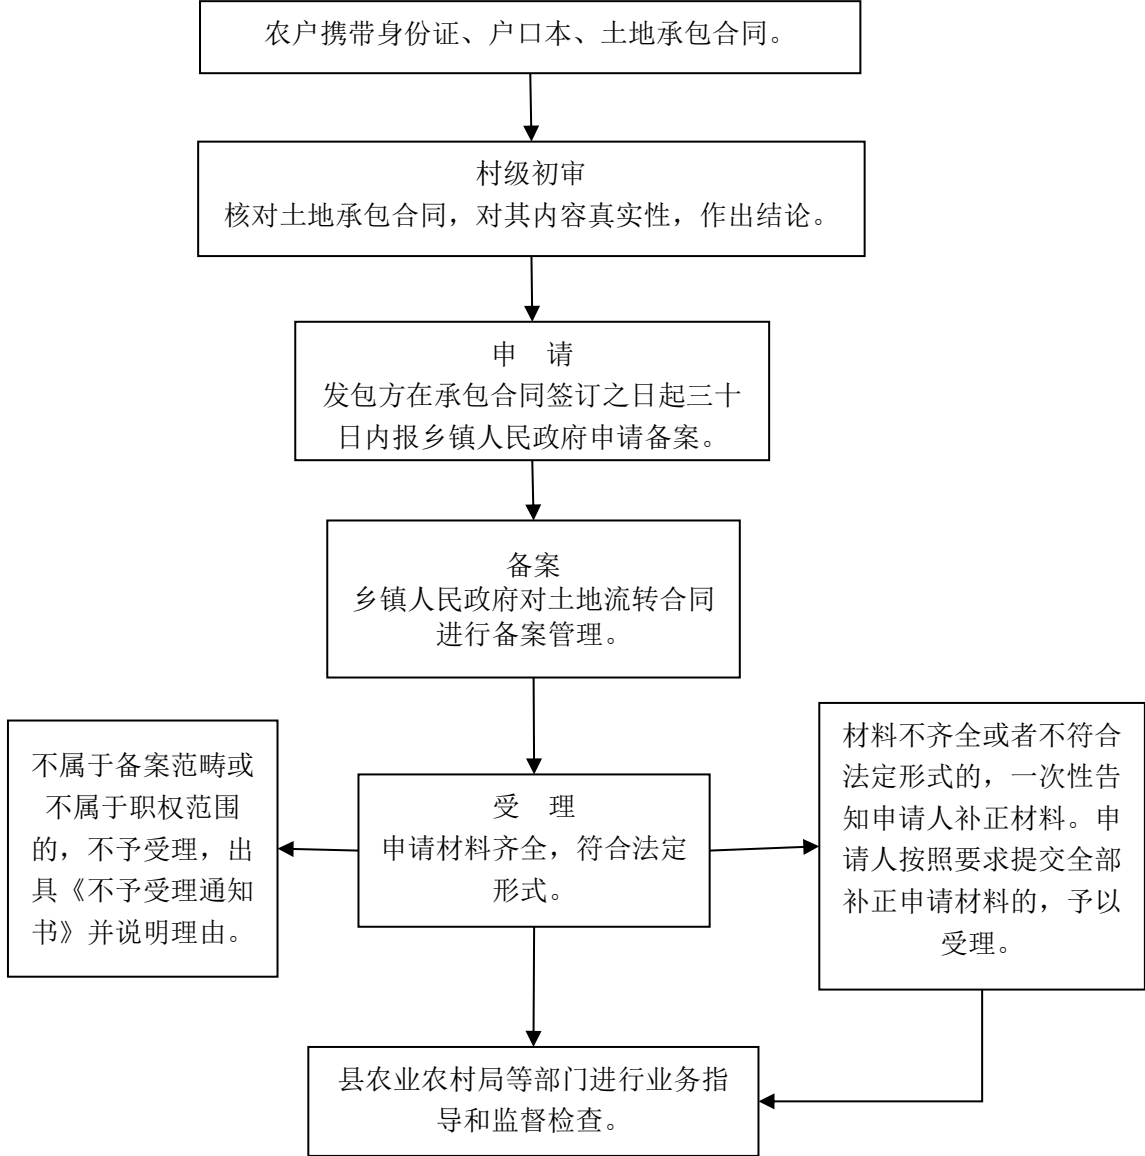 农户携带身份证、户口本、土地承包合同。
村级初审
核对土地承包合同，对其内容真实性，作出结论。
申　请
发包方在承包合同签订之日起三十
日内报乡镇人民政府申请备案。
备案
乡镇人民政府对土地流转合同
进行备案管理。
不属于备案范畴或
不属于职权范围
的，不予受理，出
具《不予受理通知
书》并说明理由。
受　理
申请材料齐全，符合法定
形式。
材料不齐全或者不符合
法定形式的，一次性告
知申请人补正材料。申
请人按照要求提交全部
补正申请材料的，予以
受理。
县农业农村局等部门进行业务指
导和监督检查。